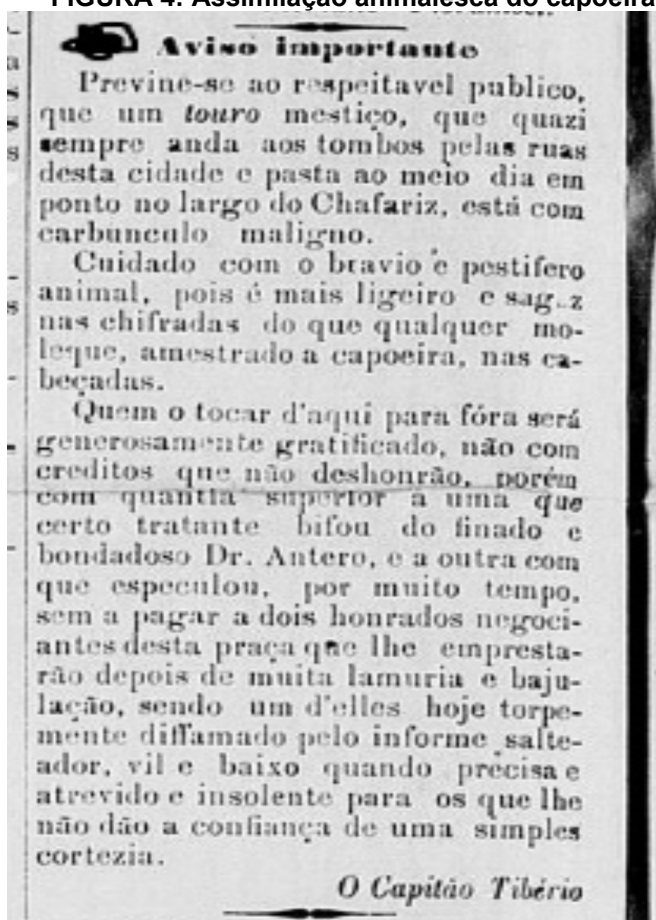 FIGURA 4: Assimilação animalesca do capoeira
Aviso importante
Previne-se ao respeitavel publico,
que um touro mestiço, que quazi
sempre anda aos tombos pelas ruas
desta cidade e pasta ao meio dia em
ponto no largo do Chafariz, está com
carbunculo maligno.
Cuidado com o bravio e pestifero
animal, pois é mais ligeiro e sagaz
nas chifradas do que qualquer mo-
leque, amestrado a capoeira, nas ca-
beçadas.
Quem o tocar d'aqui para fóra será
generosamente gratificado, não com
creditos que não deshonrão, porém
com quantia superior a uma que
certo tratante bifou do finado e
bondadoso Dr. Antero, e a outra com
que especulou, por muito tempo,
sem a pagar a dois honrados negoci-
antes desta praça que lhe empresta-
rão depois de muita lamuria e baju-
lação, sendo um d'elles hoje torpe-
mente diffamado pelo informe salte-
ador, vil e baixo quando précisa e
atrevido e insolente para os que lhe
não dão a confiança de uma simples
cortezia.
O Capitão Tibério